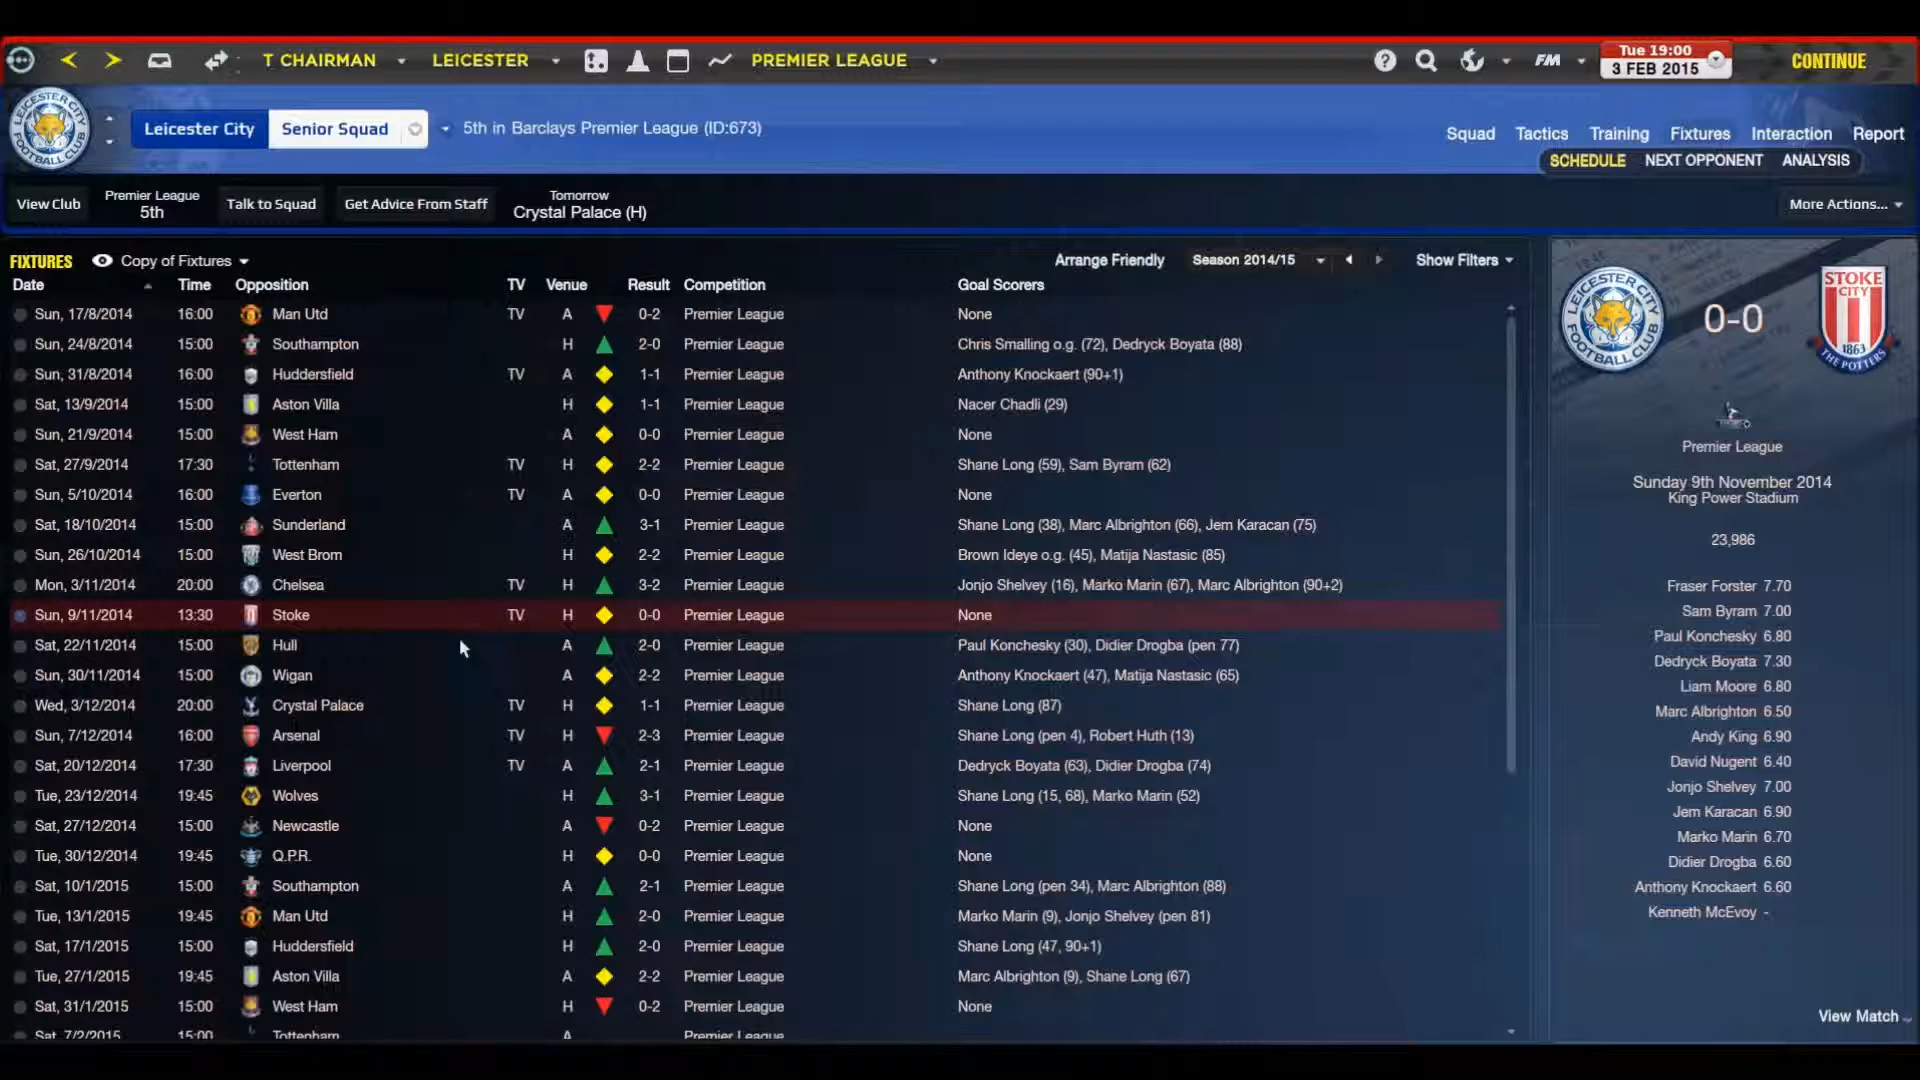 T CHAIRMAN LEICESTER PREMIER LEAGUE FM Tue 19:00 3 FEB 2015 CONTINUE
Leicester City Senior Squad 5th in Barclays Premier League (ID:673)
Squad Tactics Training Fixtures Interaction Report
SCHEDULE NEXT OPPONENT ANALYSIS
View Club Premier League 5th Talk to Squad Get Advice From Staff Tomorrow Crystal Palace (H) More Actions...
FIXTURES Copy of Fixtures Arrange Friendly Season 2014/15 Show Filters
Date Time Opposition TV Venue Result Competition Goal Scorers
Sun, 17/8/2014 16:00 Man Utd TV A 0-2 Premier League None
Sun, 24/8/2014 15:00 Southampton H 2-0 Premier League Chris Smalling o.g. (72), Dedryck Boyata (88)
Sun, 31/8/2014 16:00 Huddersfield TV A 1-1 Premier League Anthony Knockaert (90+1)
Sat, 13/9/2014 15:00 Aston Villa H 1-1 Premier League Nacer Chadli (29)
Sun, 21/9/2014 15:00 West Ham A 0-0 Premier League None
Sat, 27/9/2014 17:30 Tottenham TV H 2-2 Premier League Shane Long (59), Sam Byram (62)
Sun, 5/10/2014 16:00 Everton TV A 0-0 Premier League None
Sat, 18/10/2014 15:00 Sunderland A 3-1 Premier League Shane Long (38), Marc Albrighton (66), Jem Karacan (75)
Sun, 26/10/2014 15:00 West Brom H 2-2 Premier League Brown Ideye o.g. (45), Matija Nastasic (85)
Mon, 3/11/2014 20:00 Chelsea TV H 3-2 Premier League Jonjo Shelvey (16), Marko Marin (67), Marc Albrighton (90+2)
Sun, 9/11/2014 13:30 Stoke TV H 0-0 Premier League None
Sat, 22/11/2014 15:00 Hull A 2-0 Premier League Paul Konchesky (30), Didier Drogba (pen 77)
Sun, 30/11/2014 15:00 Wigan A 2-2 Premier League Anthony Knockaert (47), Matija Nastasic (65)
Wed, 3/12/2014 20:00 Crystal Palace TV H 1-1 Premier League Shane Long (87)
Sun, 7/12/2014 16:00 Arsenal TV H 2-3 Premier League Shane Long (pen 4), Robert Huth (13)
Sat, 20/12/2014 17:30 Liverpool TV A 2-1 Premier League Dedryck Boyata (63), Didier Drogba (74)
Tue, 23/12/2014 19:45 Wolves H 3-1 Premier League Shane Long (15, 68), Marko Marin (52)
Sat, 27/12/2014 15:00 Newcastle A 0-2 Premier League None
Tue, 30/12/2014 19:45 Q.P.R. H 0-0 Premier League None
Sat, 10/1/2015 15:00 Southampton A 2-1 Premier League Shane Long (pen 34), Marc Albrighton (88)
Tue, 13/1/2015 19:45 Man Utd H 2-0 Premier League Marko Marin (9), Jonjo Shelvey (pen 81)
Sat, 17/1/2015 15:00 Huddersfield H 2-0 Premier League Shane Long (47, 90+1)
Tue, 27/1/2015 19:45 Aston Villa A 2-2 Premier League Marc Albrighton (9), Shane Long (67)
Sat, 31/1/2015 15:00 West Ham H 0-2 Premier League None
Sat, 7/2/2015 15:00 Tottenham A Premier League
LEICESTER CITY FOOTBALL CLUB
0-0
STOKE CITY 1863 THE POTTERS
Premier League
Sunday 9th November 2014
King Power Stadium
23,986
Fraser Forster 7.70
Sam Byram 7.00
Paul Konchesky 6.80
Dedryck Boyata 7.30
Liam Moore 6.80
Marc Albrighton 6.50
Andy King 6.90
David Nugent 6.40
Jonjo Shelvey 7.00
Jem Karacan 6.90
Marko Marin 6.70
Didier Drogba 6.60
Anthony Knockaert 6.60
Kenneth McEvoy -
View Match